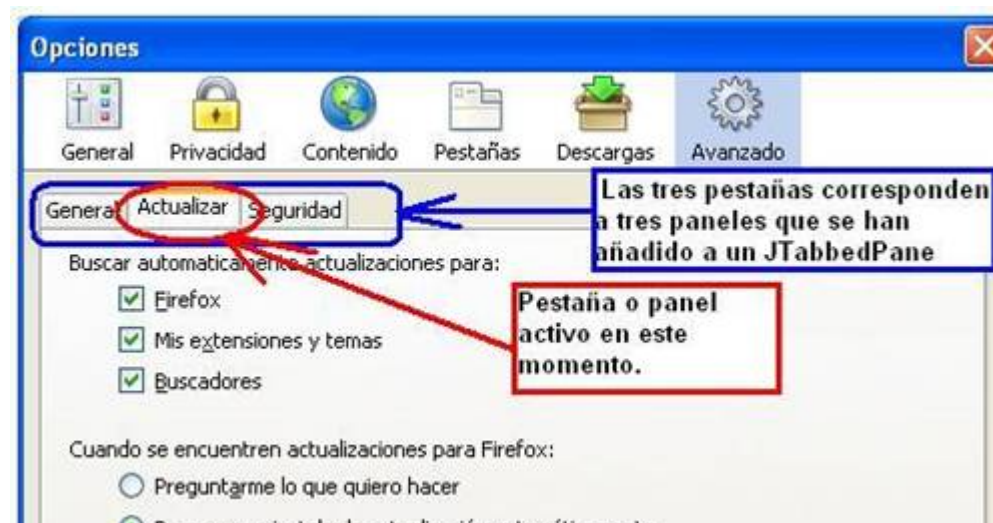 Opciones
General Privacidad Contenido Pestañas Descargas Avanzado
General Actualizar Seguridad
Las tres pestañas corresponden
a tres paneles que se han
añadido a un JTabbedPane
Buscar automaticamente actualizaciones para:
Firefox
Mis extensiones y temas
Buscadores
Pestaña o panel
activo en este
momento.
Cuando se encuentren actualizaciones para Firefox:
Preguntarme lo que quiero hacer